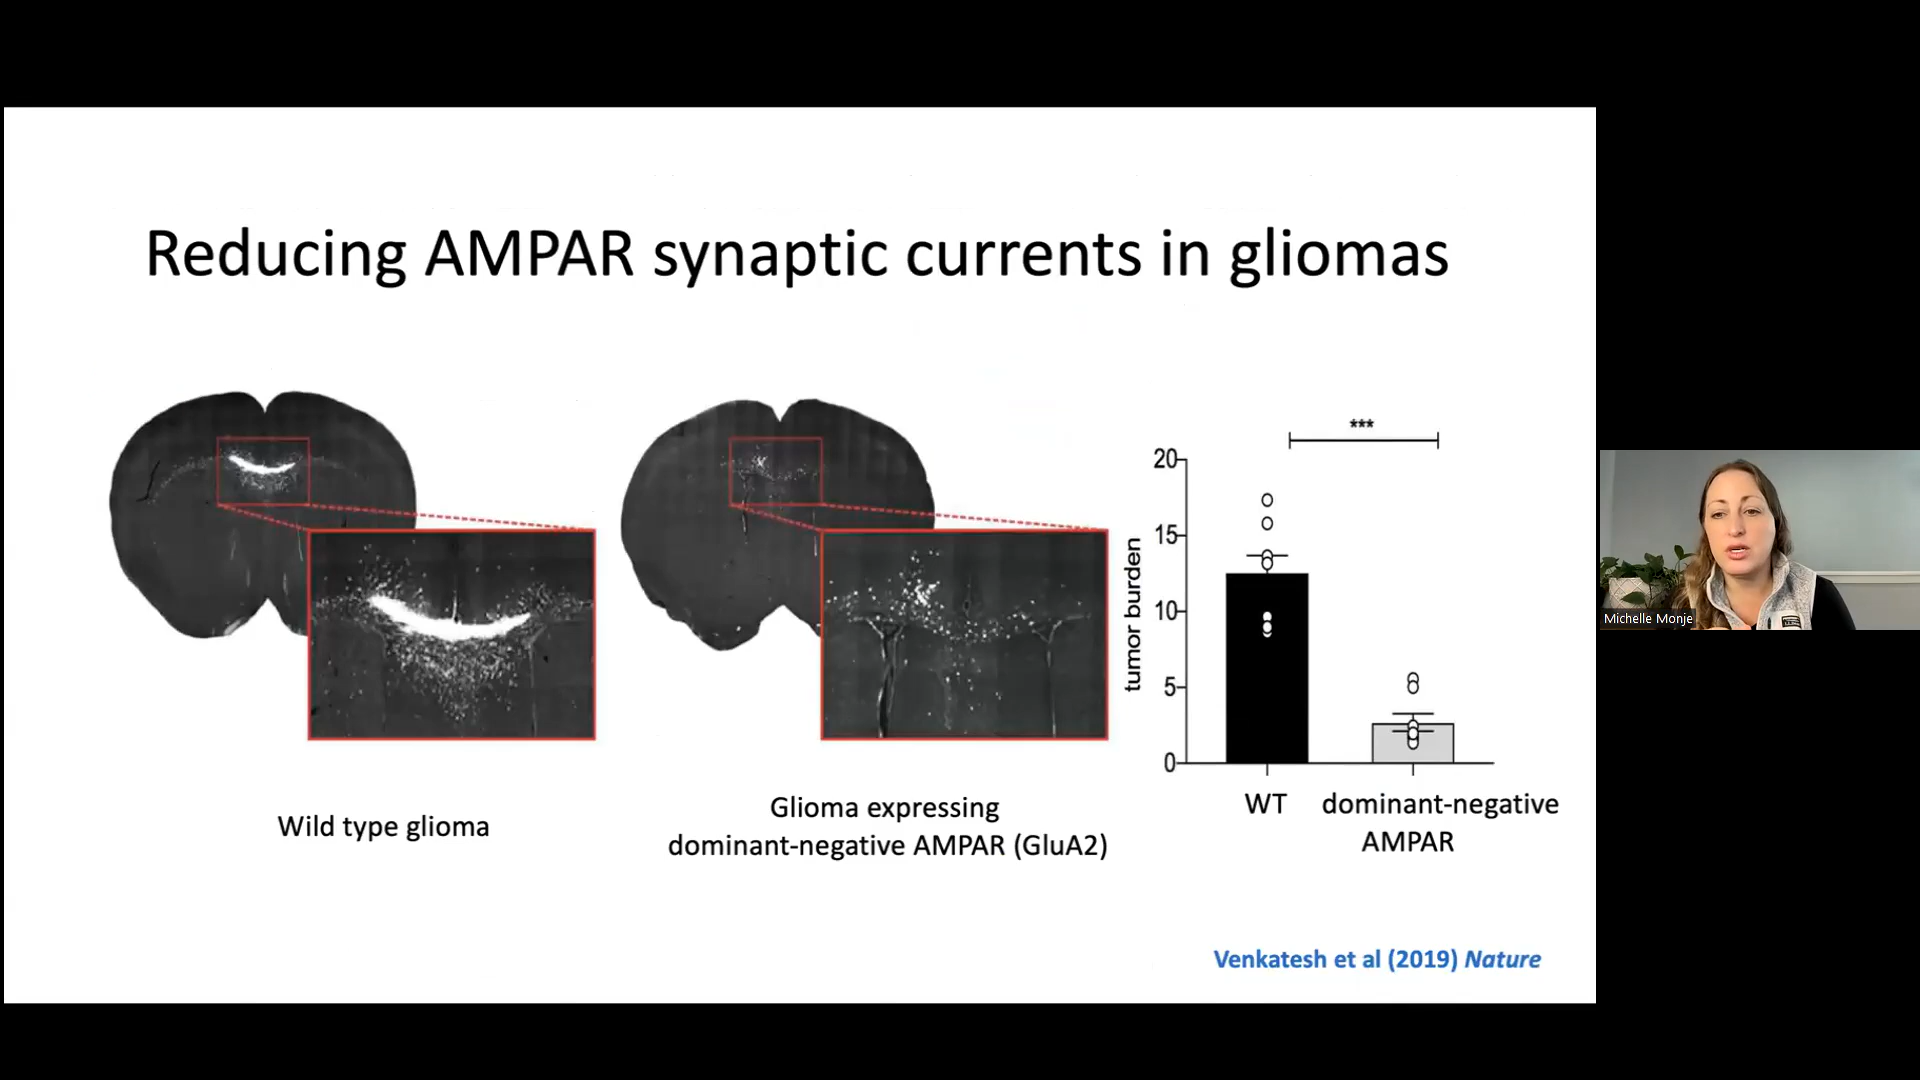 Reducing AMPAR synaptic currents in gliomas
Wild type glioma
Glioma expressing
dominant-negative AMPAR (GluA2)
***
20
15
10
5
0
tumor burden
WT
dominant-negative
AMPAR
Venkatesh et al (2019) Nature
Michelle Monje